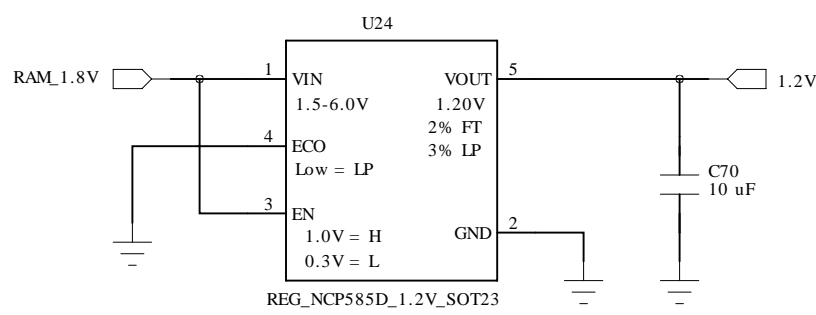 U24
RAM_1.8V
1
VIN
VOUT
5
1.2V
1.5-6.0V
1.20V
2% FT
4
ECO
3% LP
Low = LP
C70
10 uF
3
EN
GND
2
1.0V = H
0.3V = L
REG_NCP585D_1.2V_SOT23